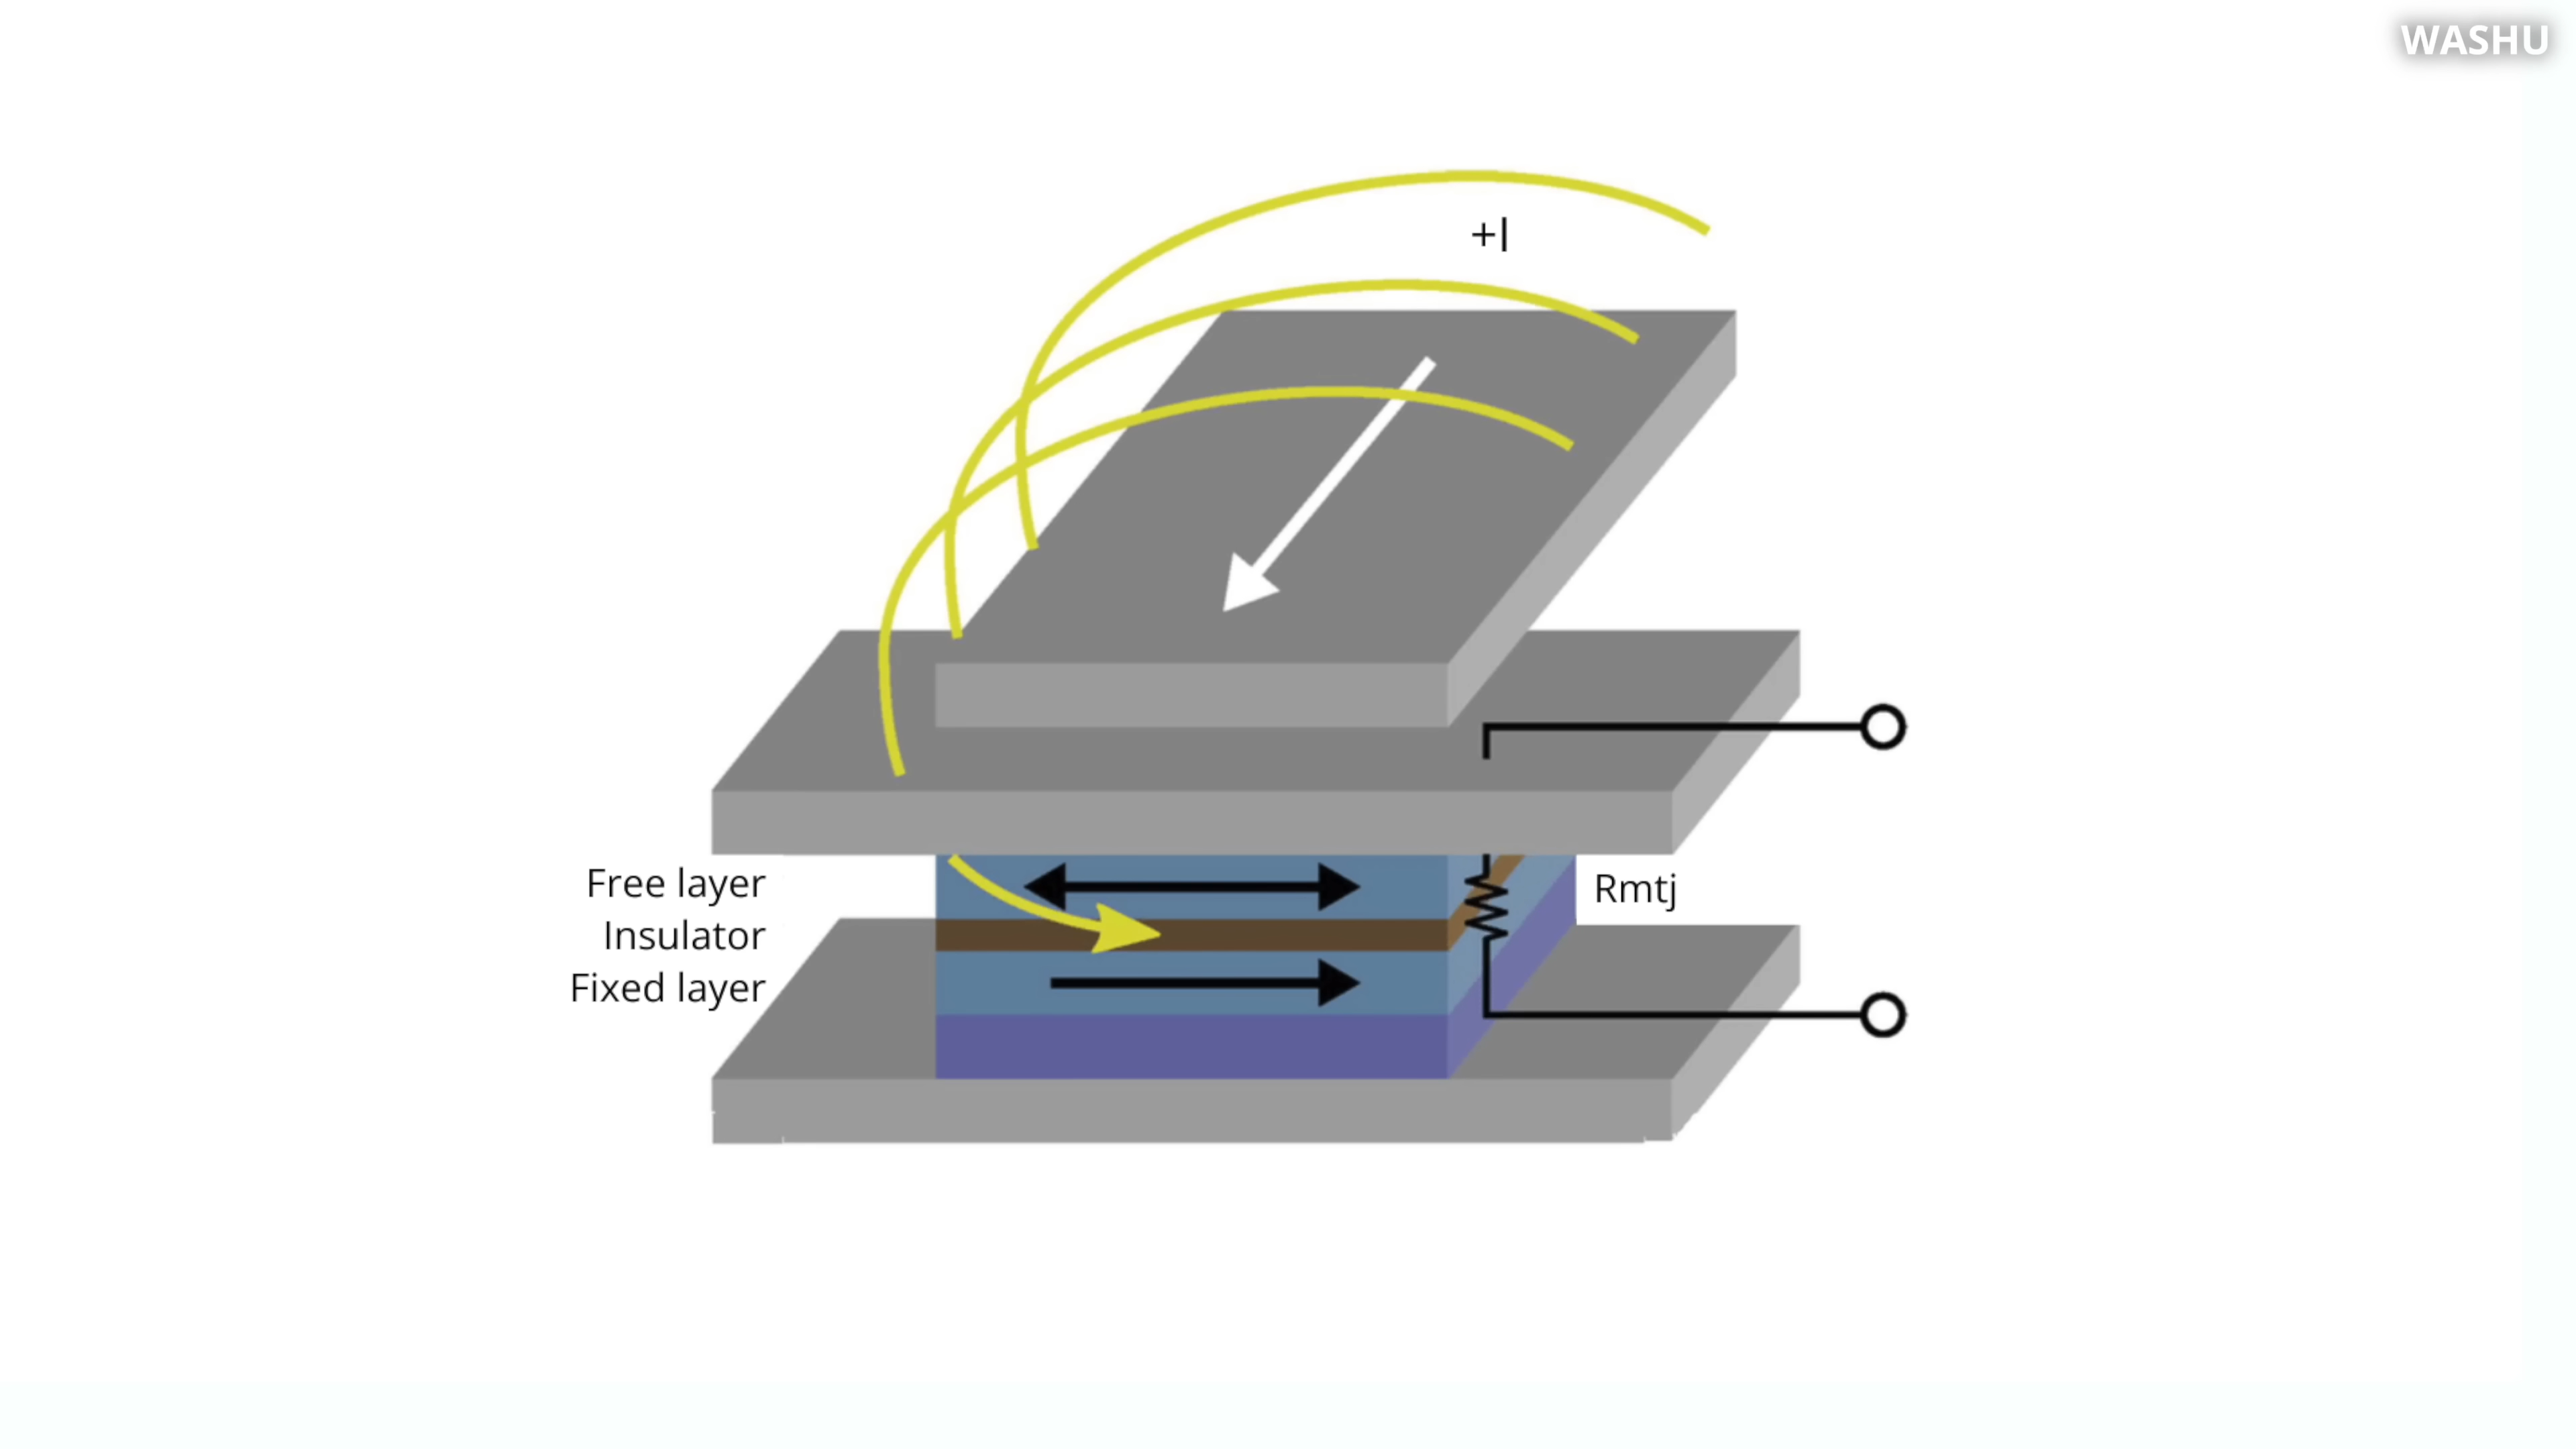 WASHU
+I
Free layer
Insulator
Fixed layer
Rmtj